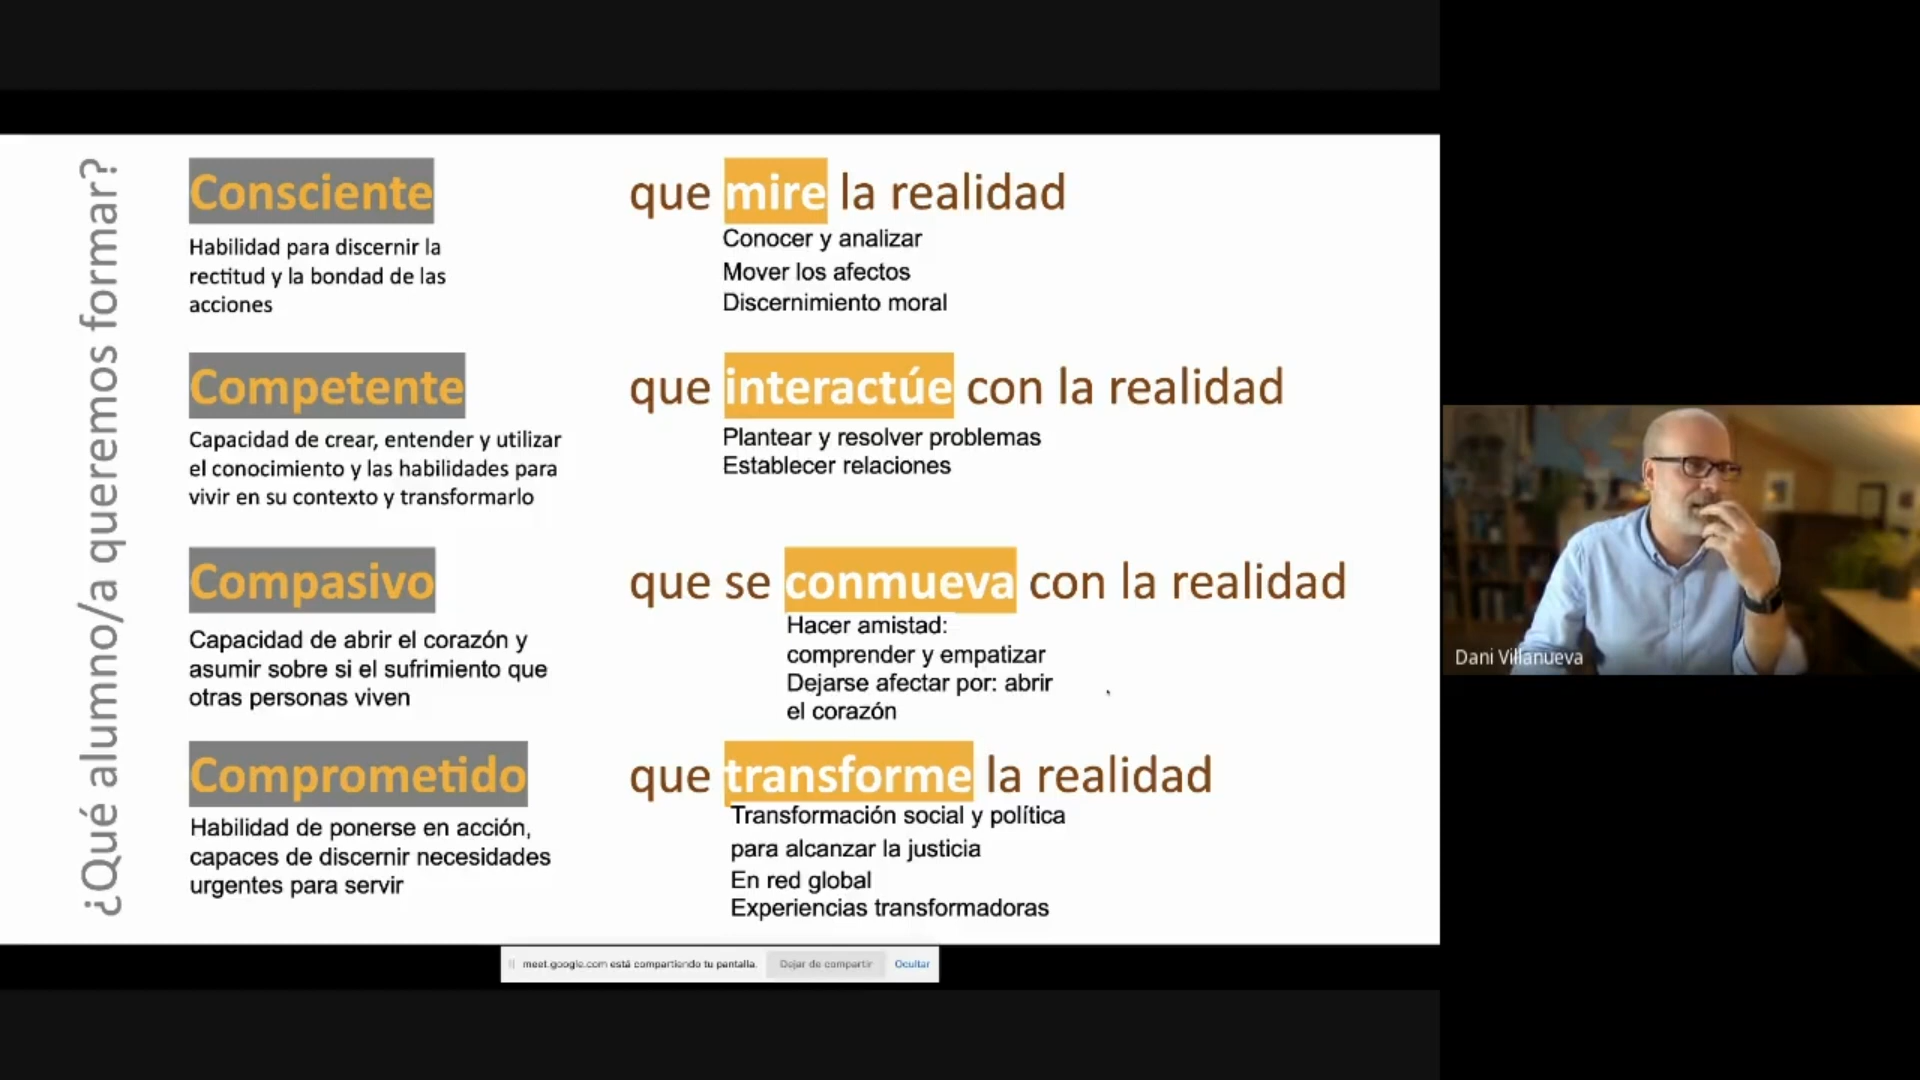 ¿Qué alumno/a queremos formar?
Consciente
Habilidad para discernir la
rectitud y la bondad de las
acciones
que mire la realidad
Conocer y analizar
Mover los afectos
Discernimiento moral
Competente
Capacidad de crear, entender y utilizar
el conocimiento y las habilidades para
vivir en su contexto y transformarlo
que interactúe con la realidad
Plantear y resolver problemas
Establecer relaciones
Compasivo
Capacidad de abrir el corazón y
asumir sobre si el sufrimiento que
otras personas viven
que se conmueva con la realidad
Hacer amistad:
comprender y empatizar
Dejarse afectar por: abrir
el corazón
Comprometido
Habilidad de ponerse en acción,
capaces de discernir necesidades
urgentes para servir
que transforme la realidad
Transformación social y política
para alcanzar la justicia
En red global
Experiencias transformadoras
meet.google.com está compartiendo tu pantalla.
Dejar de compartir
Ocultar
Dani Villanueva